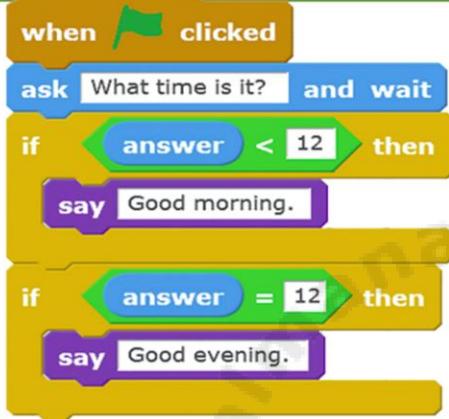 when clicked
ask What time is it? and wait
if answer < 12 then
say Good morning.
if answer = 12 then
say Good evening.